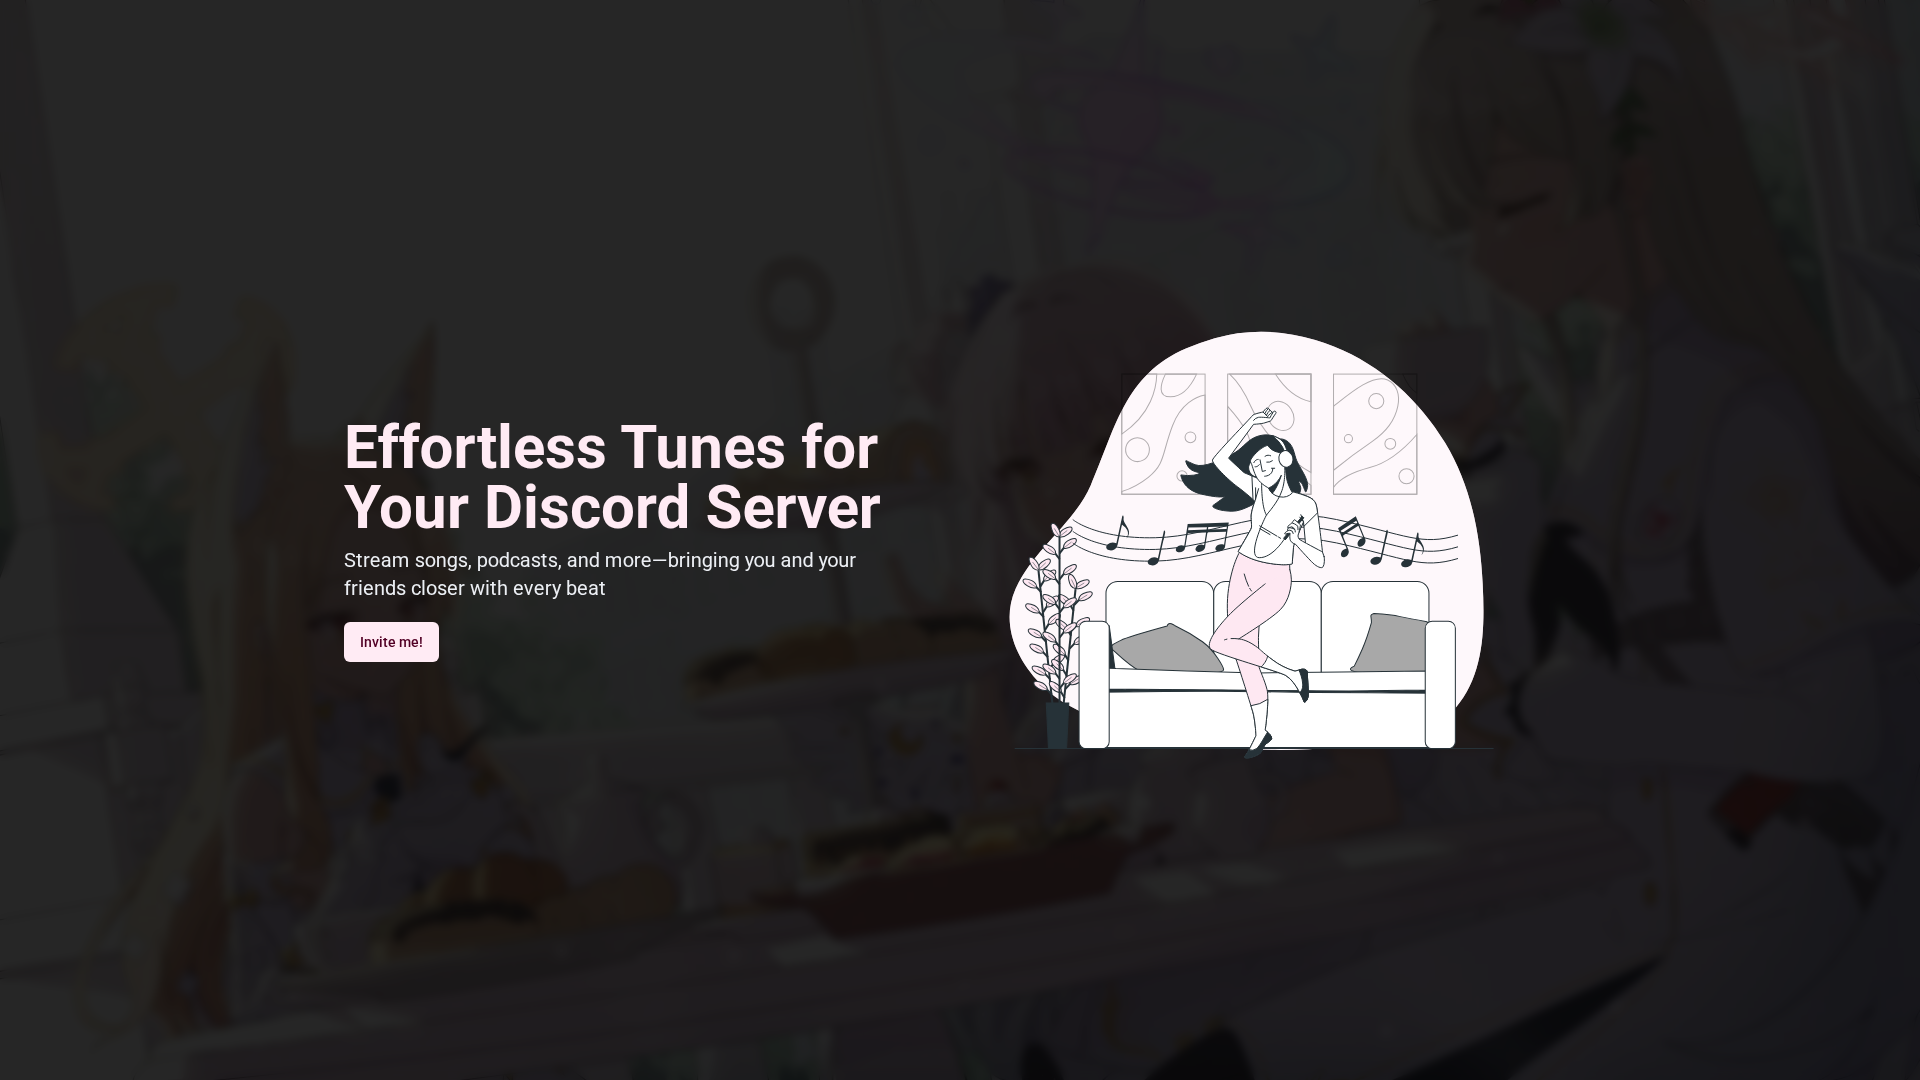 Effortless Tunes for
Your Discord Server
Stream songs, podcasts, and more—bringing you and your
friends closer with every beat
Invite me!